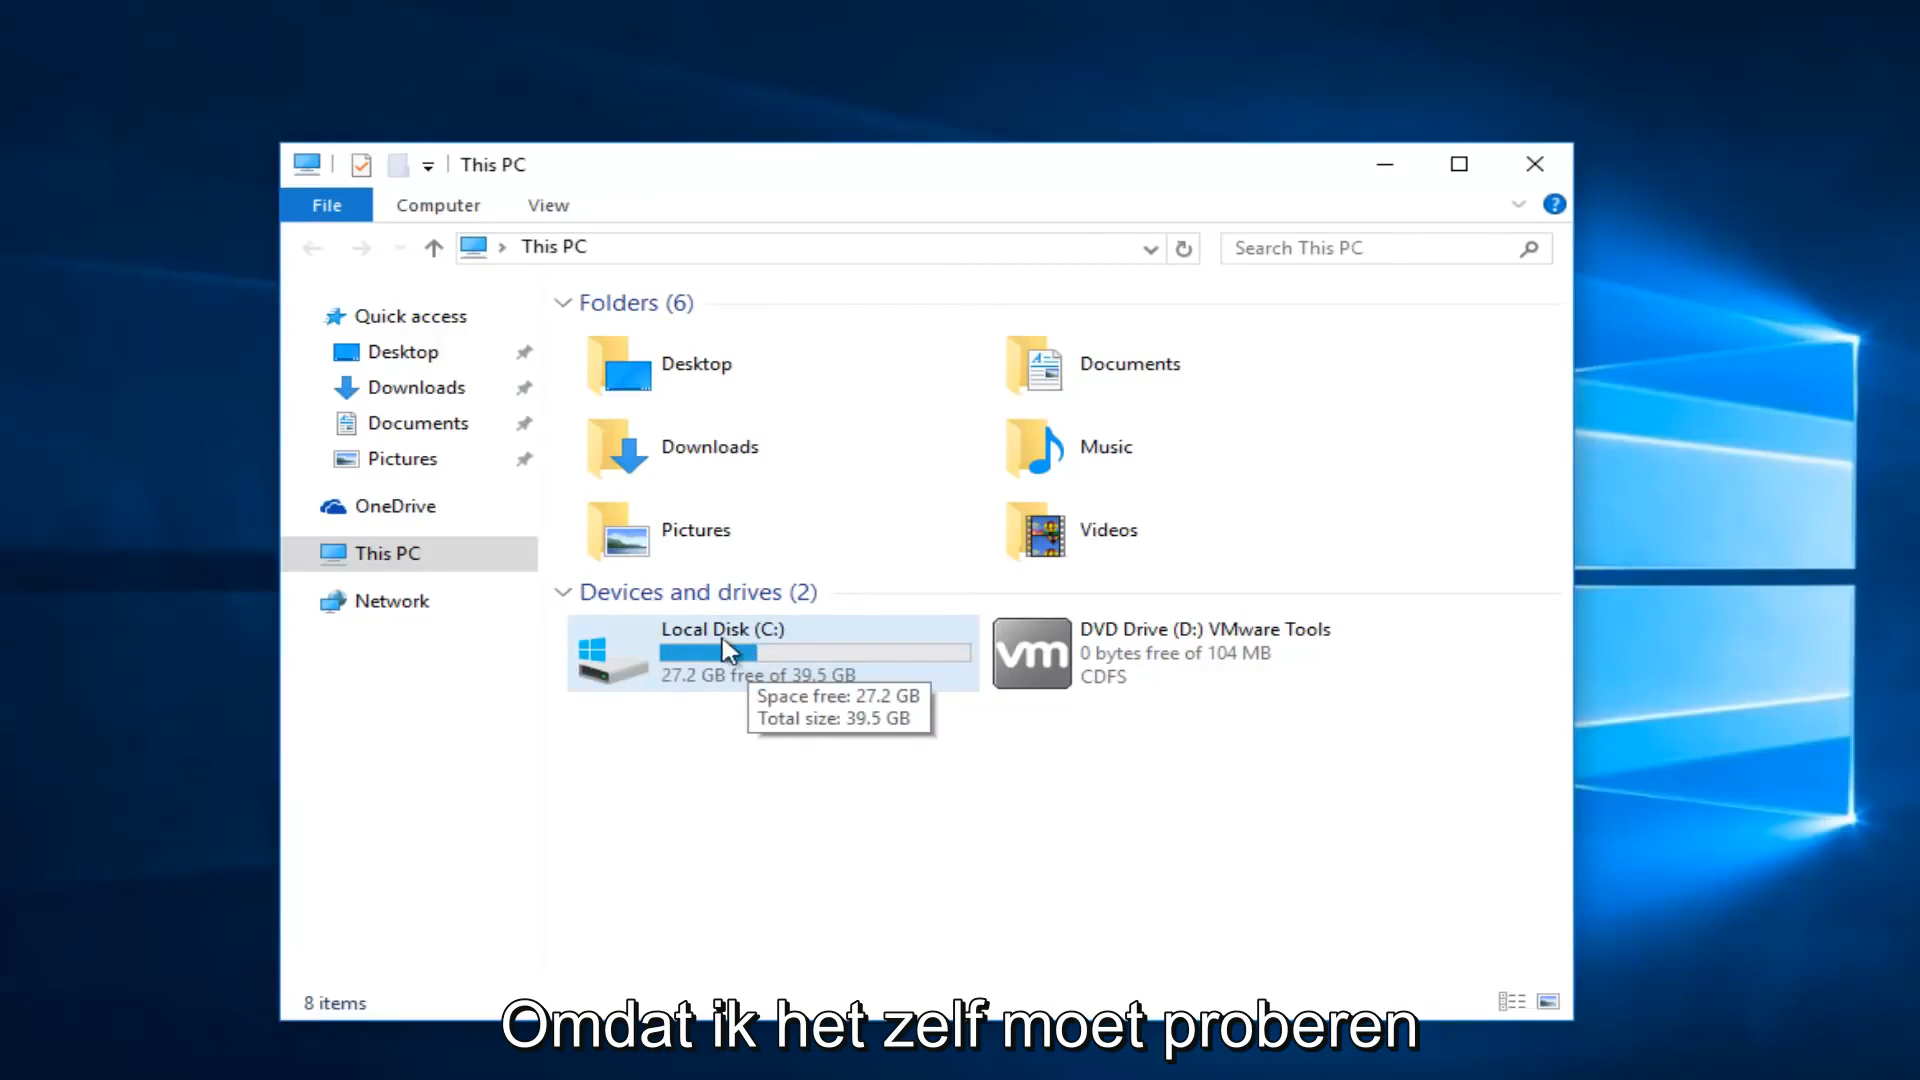 This PC
File Computer View
This PC
Search This PC
Quick access
Desktop
Downloads
Documents
Pictures
OneDrive
This PC
Network
Folders (6)
Desktop
Documents
Downloads
Music
Pictures
Videos
Devices and drives (2)
Local Disk (C:)
27.2 GB free of 39.5 GB
Space free: 27.2 GB
Total size: 39.5 GB
vm
DVD Drive (D:) VMware Tools
0 bytes free of 104 MB
CDFS
8 items
Omdat ik het zelf moet proberen